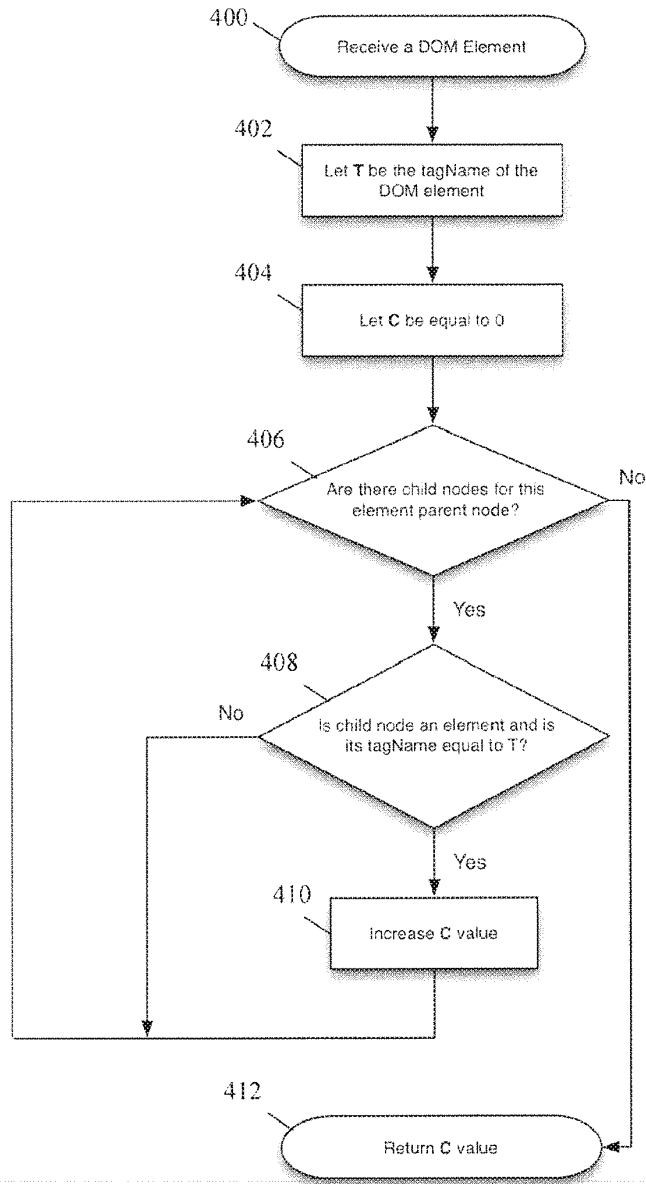 400
Receive a DOM Element
402
Let T be the tagName of the
DOM element
404
Let C be equal to 0
406
Are there child nodes for this
element parent node?
No
Yes
408
No
Is child node an element and is
its tagName equal to T?
Yes
410
Increase C value
412
Return C value